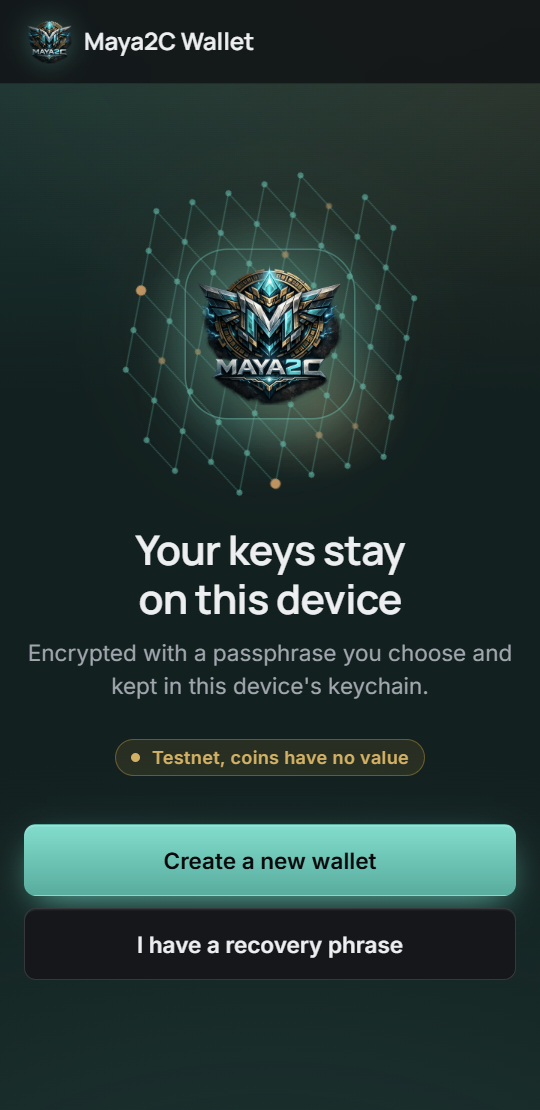 MAYA2C
Maya2C Wallet
MAYA2C
Your keys stay
on this device
Encrypted with a passphrase you choose and
kept in this device's keychain.
Testnet, coins have no value
Create a new wallet
I have a recovery phrase